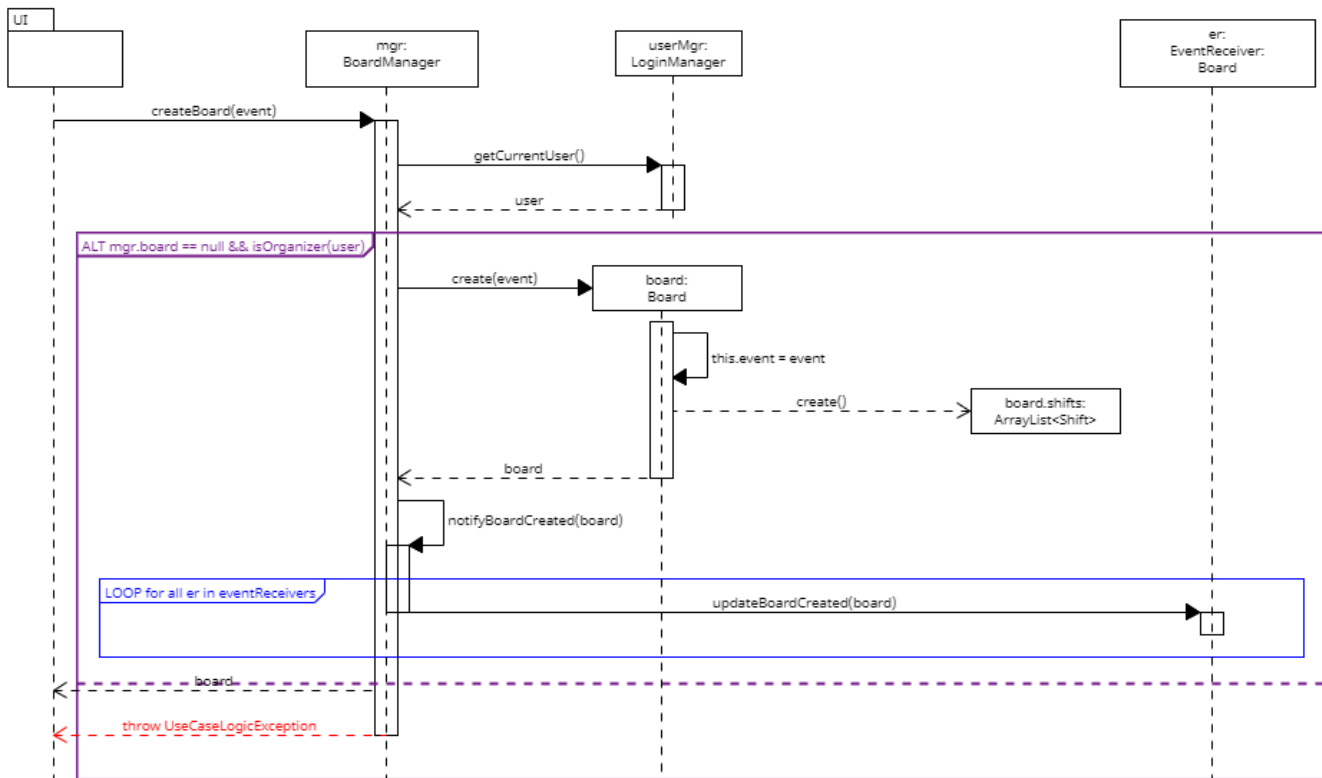 UI
mgr:
BoardManager
userMgr:
LoginManager
er:
EventReceiver:
Board
createBoard(event)
getCurrentUser()
user
ALT mgr.board == null && isOrganizer(user)
create(event)
board:
Board
this.event = event
create()
board.shifts:
ArrayList<Shift>
board
notifyBoardCreated(board)
LOOP for all er in eventReceivers
updateBoardCreated(board)
board
throw UseCaseLogicException